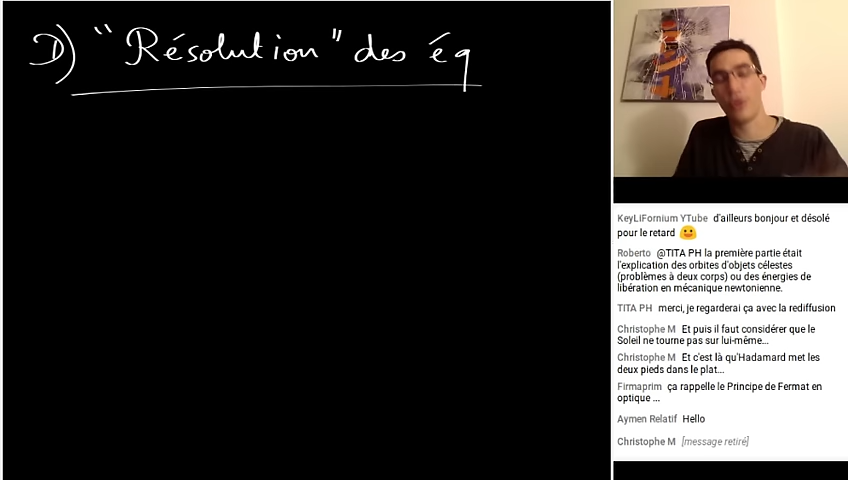 D) "Résolution" des éq
KeyLiFornium YTube d'ailleurs bonjour et désolé
pour le retard
Roberto @TITA PH la première partie était
l'explication des orbites d'objets célestes
(problèmes à deux corps) ou des énergies de
libération en mécanique newtonienne.
TITA PH merci, je regarderai ça avec la rediffusion
Christophe M Et puis il faut considérer que le
Soleil ne tourne pas sur lui-même...
Christophe M Et c'est là qu'Hadamard met les
deux pieds dans le plat...
Firmaprim ça rappelle le Principe de Fermat en
optique ...
Aymen Relatif Hello
Christophe M [message retiré]